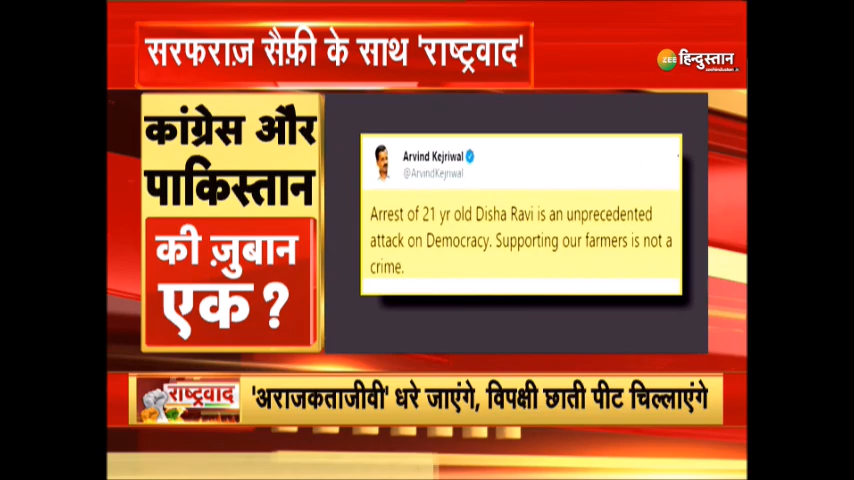 सरफराज़ सैफ़ी के साथ 'राष्ट्रवाद'
ZEE हिन्दुस्तान
कांग्रेस और
पाकिस्तान
की ज़ुबान
एक?
Arvind Kejriwal
@ArvindKejriwal
Arrest of 21 yr old Disha Ravi is an unprecedented
attack on Democracy. Supporting our farmers is not a
crime.
राष्ट्रवाद
'अराजकताजीवी' धरे जाएंगे, विपक्षी छाती पीट चिल्लाएंगे